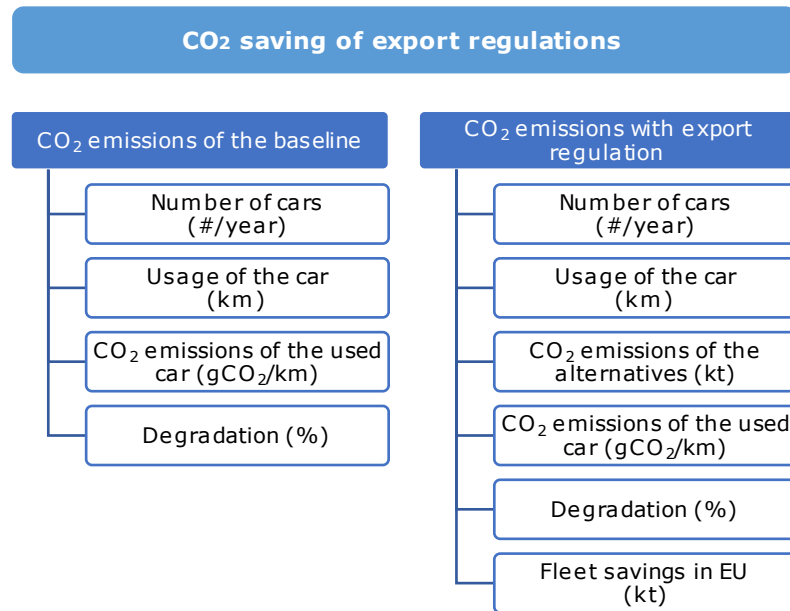 CO₂ saving of export regulations
CO₂ emissions of the baseline
Number of cars
(#/year)
Usage of the car
(km)
CO₂ emissions of the used
car (gCO₂/km)
Degradation (%)
CO₂ emissions with export
regulation
Number of cars
(#/year)
Usage of the car
(km)
CO₂ emissions of the
alternatives (kt)
CO₂ emissions of the used
car (gCO₂/km)
Degradation (%)
Fleet savings in EU
(kt)